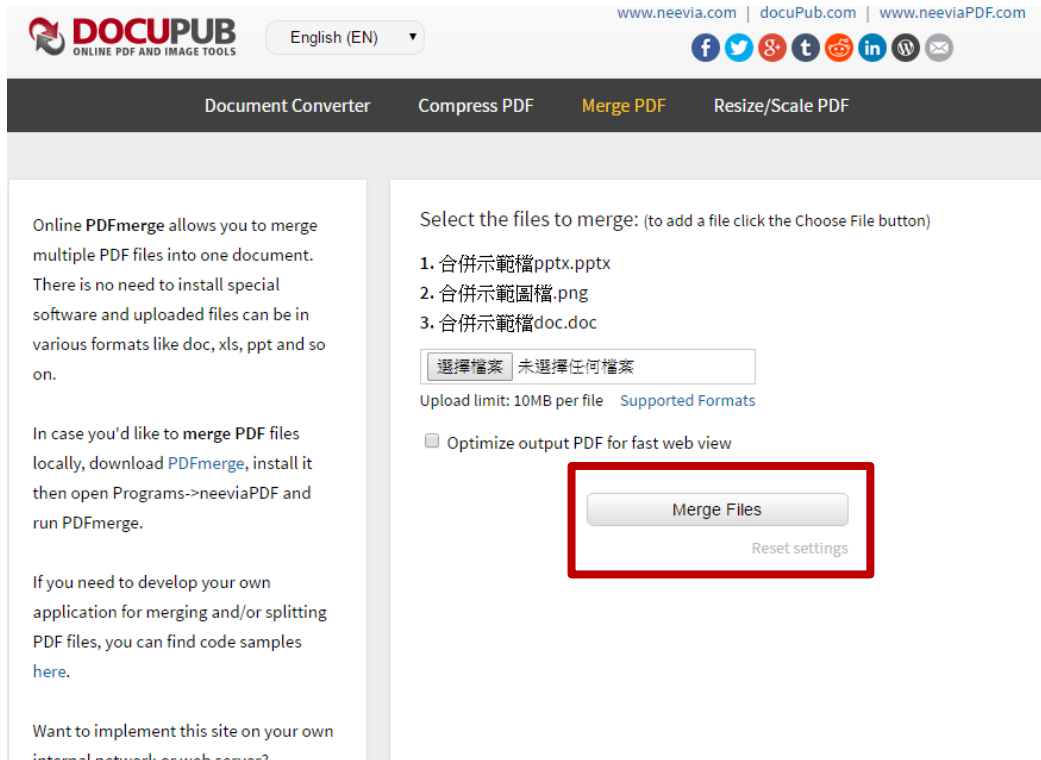 www.neevia.com | docuPub.com | www.neeviaPDF.com
DOCUPUB
ONLINE PDF AND IMAGE TOOLS
English (EN)
Document Converter Compress PDF Merge PDF Resize/Scale PDF
Online PDFmerge allows you to merge
multiple PDF files into one document.
There is no need to install special
software and uploaded files can be in
various formats like doc, xls, ppt and so
on.
In case you'd like to merge PDF files
locally, download PDFmerge, install it
then open Programs->neeviaPDF and
run PDFmerge.
If you need to develop your own
application for merging and/or splitting
PDF files, you can find code samples
here.
Want to implement this site on your own
internal network or web server?
Select the files to merge: (to add a file click the Choose File button)
1. 合併示範檔pptx.pptx
2. 合併示範圖檔.png
3. 合併示範檔doc.doc
選擇檔案 未選擇任何檔案
Upload limit: 10MB per file Supported Formats
Optimize output PDF for fast web view
Merge Files
Reset settings